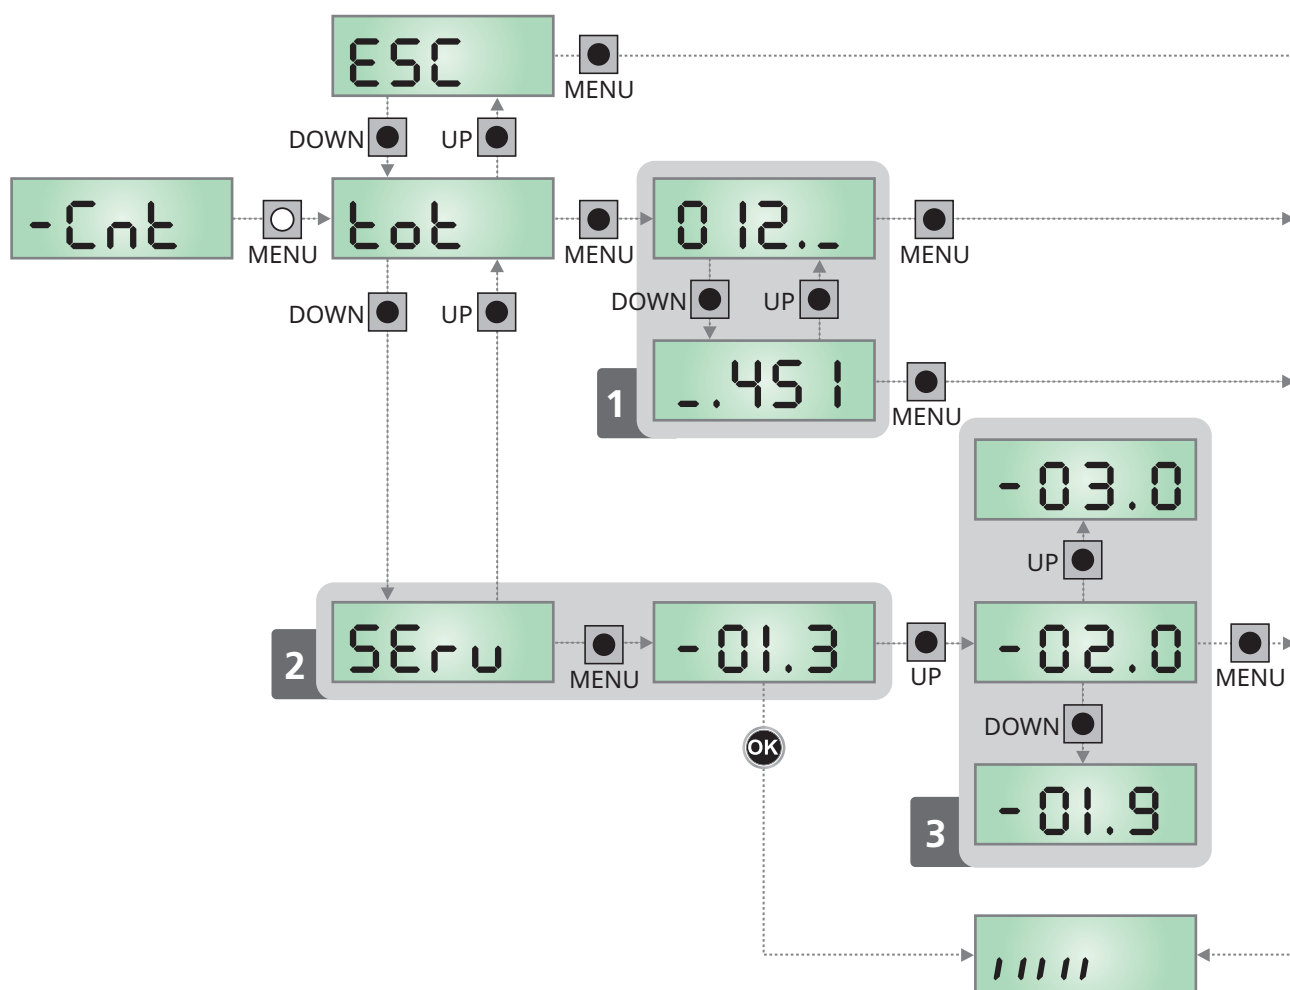 ESC
MENU
DOWN
UP
-Cnt
MENU
tot
MENU
012._
MENU
DOWN
UP
DOWN
UP
_.451
MENU
1
-03.0
UP
2
SErv
MENU
-01.3
UP
-02.0
MENU
DOWN
OK
-01.9
3